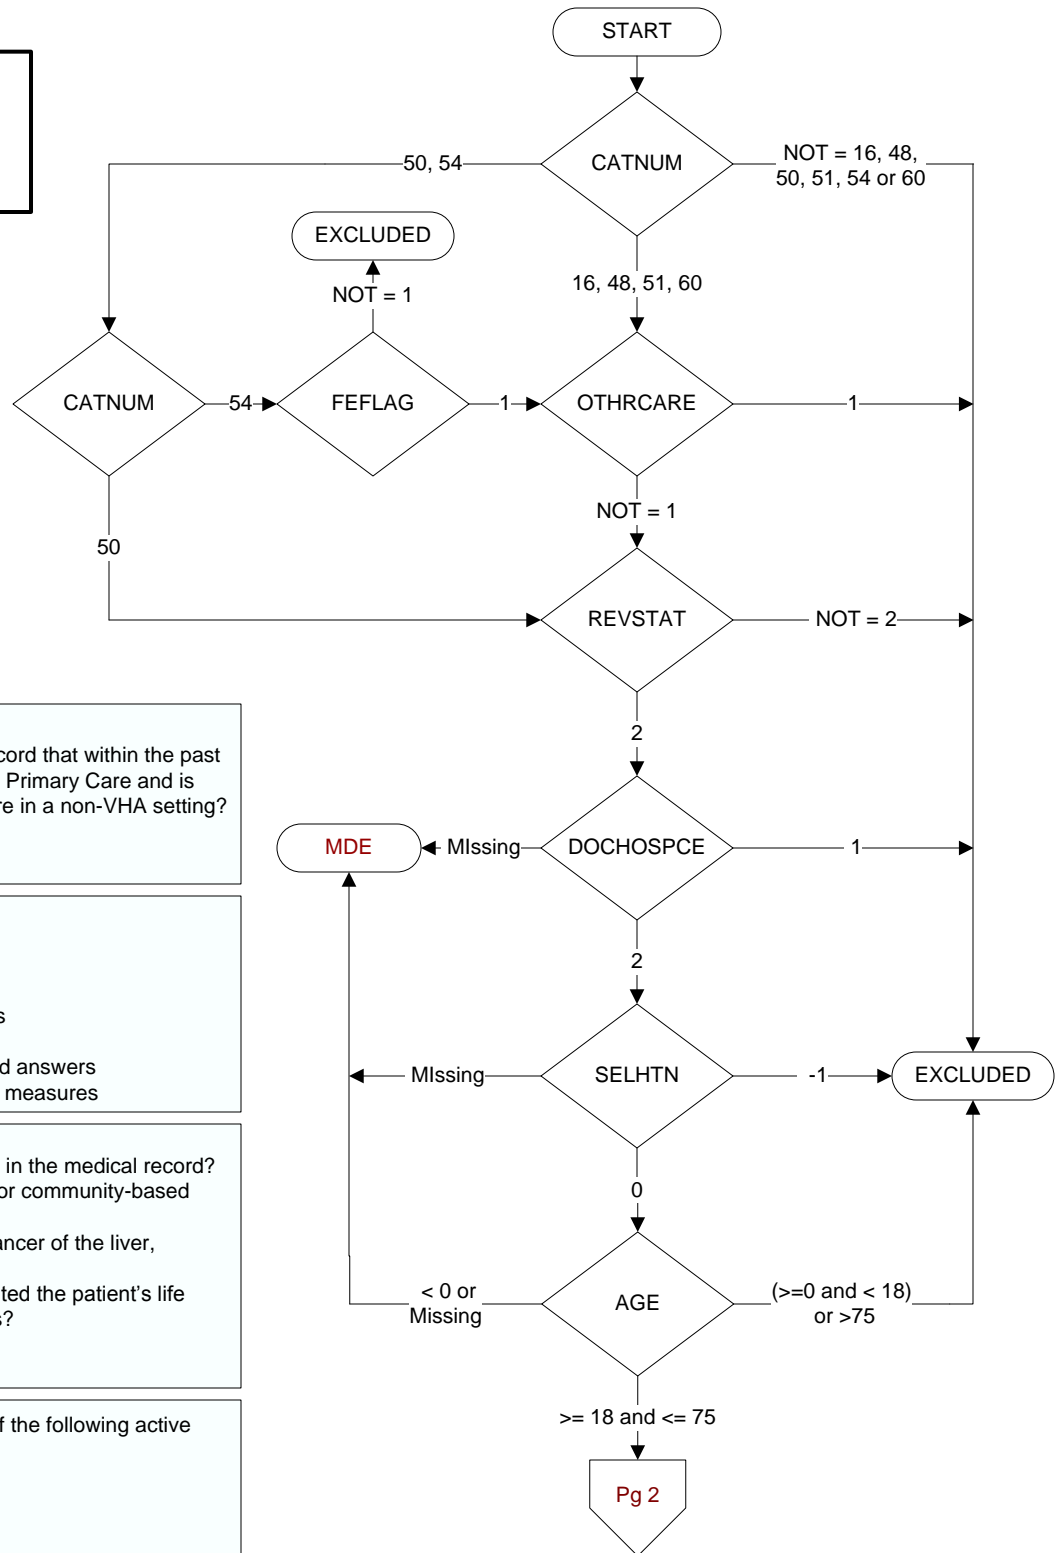 START
CATNUM
50, 54
NOT = 16, 48,
50, 51, 54 or 60
EXCLUDED
NOT = 1
16, 48, 51, 60
CATNUM
54
FEFLAG
1
OTHRCARE
1
NOT = 1
50
REVSTAT
NOT = 2
2
cord that within the past
Primary Care and is
re in a non-VHA setting?
MDE
MIssing
DOCHOSPCE
1
2
s
d answers
measures
MIssing
SELHTN
-1
EXCLUDED
in the medical record?
or community-based
ancer of the liver,
ted the patient's life
s?
0
< 0 or
Missing
AGE
(>=0 and < 18)
or >75
>= 18 and <= 75
f the following active
Pg 2